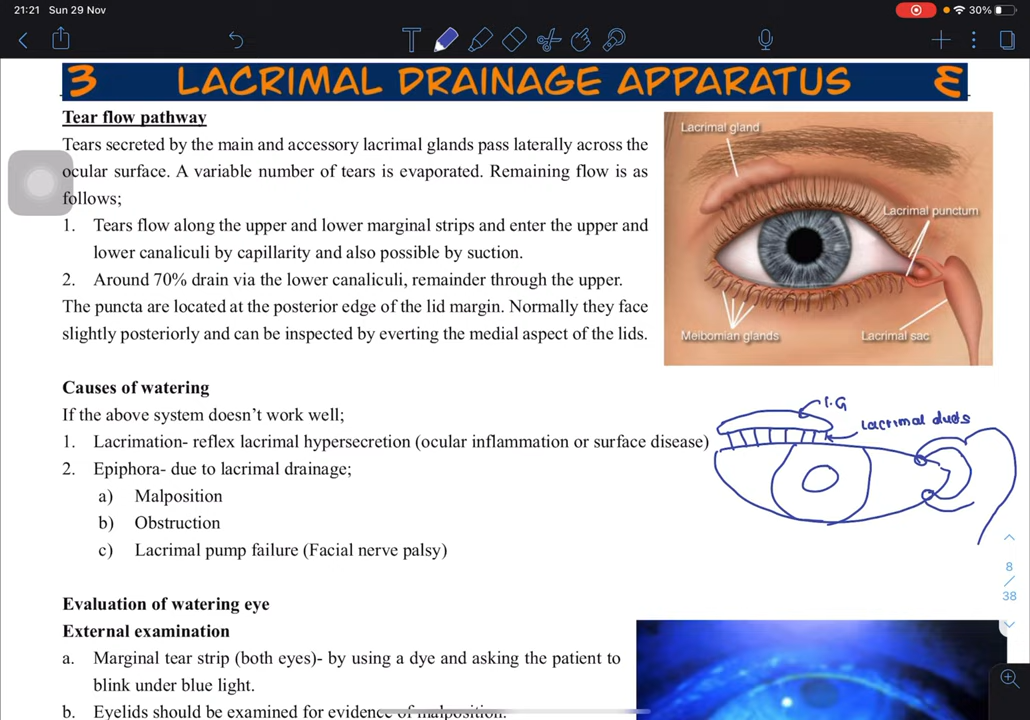 21:21 Sun 29 Nov
30%
3 LACRIMAL DRAINAGE APPARATUS
Tear flow pathway
Tears secreted by the main and accessory lacrimal glands pass laterally across the
ocular surface. A variable number of tears is evaporated. Remaining flow is as
follows;
1. Tears flow along the upper and lower marginal strips and enter the upper and
lower canaliculi by capillarity and also possible by suction.
2. Around 70% drain via the lower canaliculi, remainder through the upper.
The puncta are located at the posterior edge of the lid margin. Normally they face
slightly posteriorly and can be inspected by everting the medial aspect of the lids.
Lacrimal gland
Lacrimal punctum
Meibomian glands
Lacrimal sac
Causes of watering
If the above system doesn't work well;
1. Lacrimation- reflex lacrimal hypersecretion (ocular inflammation or surface disease)
2. Epiphora- due to lacrimal drainage;
a) Malposition
b) Obstruction
c) Lacrimal pump failure (Facial nerve palsy)
L.G
Lacrimal ducts
8
/
38
Evaluation of watering eye
External examination
a. Marginal tear strip (both eyes)- by using a dye and asking the patient to
blink under blue light.
b. Eyelids should be examined for evidence of malposition.